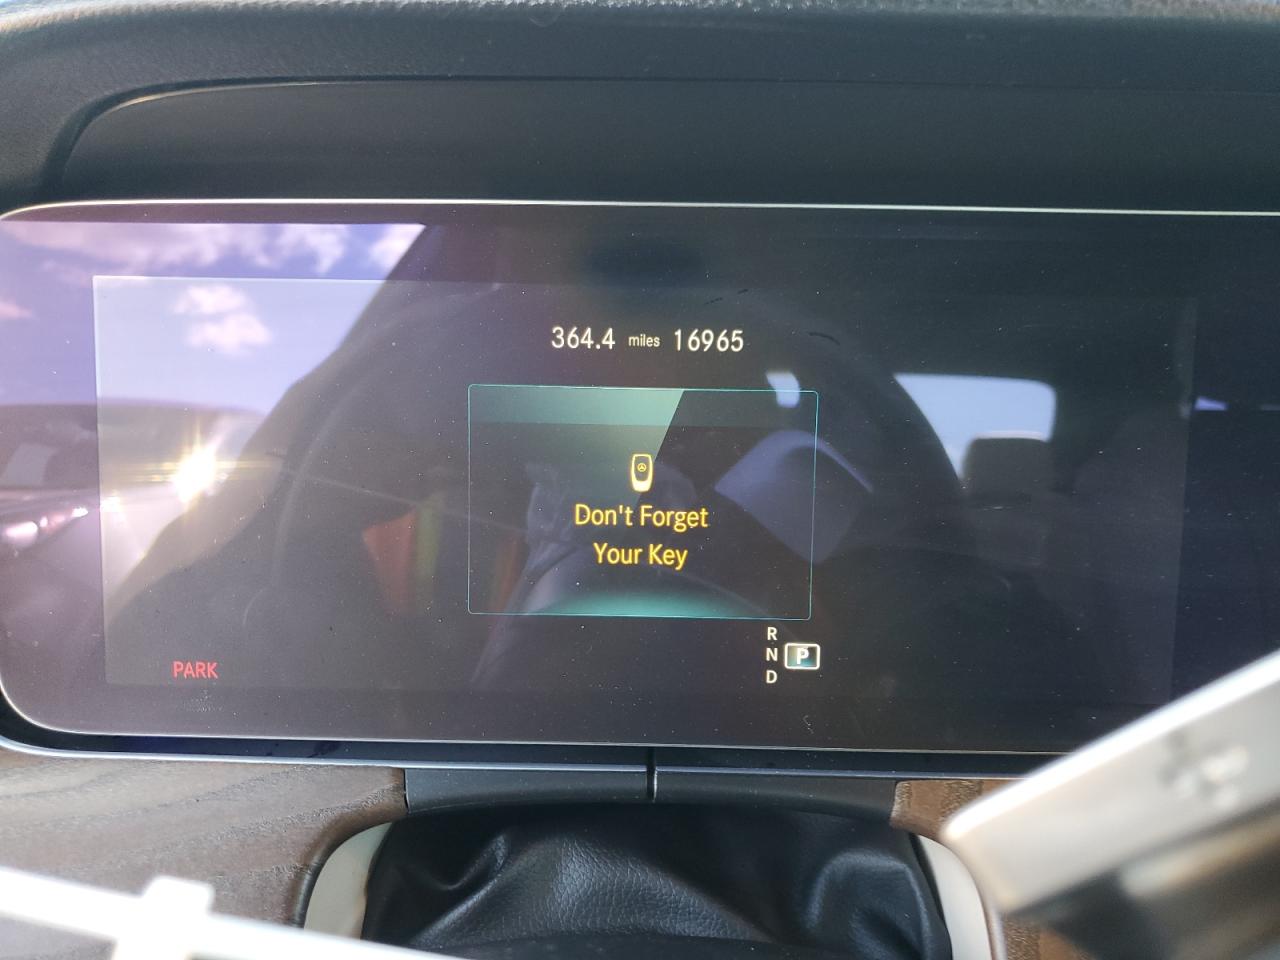 364.4 miles 16965
Don't Forget
Your Key
R
N P
D
PARK